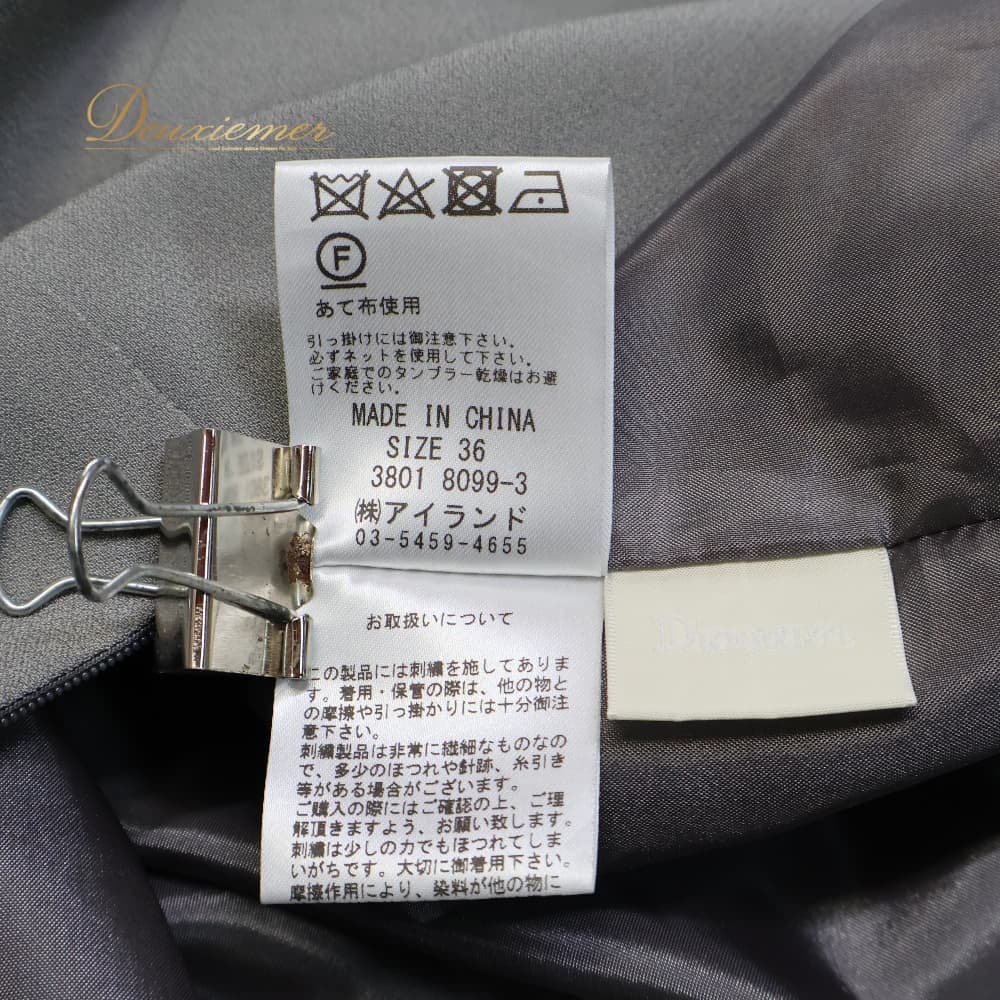 Deuxiemer
F
あて布使用
引っ掛けには御注意下さい。
必ずネットを使用して下さい。
ご家庭でのタンブラー乾燥はお避
けください。
MADE IN CHINA
SIZE 36
3801 8099-3
㈱アイランド
03-5459-4655
お取扱いについて
この製品には刺繍を施してありま
す。着用・保管の際は、他の物と
の摩擦や引っ掛かりには十分御注
意下さい。
刺繍製品は非常に繊細なものなの
で、多少のほつれや針跡、糸引き
等がある場合がございます。
ご購入の際にはご確認の上、ご理
解頂きますよう、お願い致します。
刺繍は少しの力でもほつれてしま
いがちです。大切に御着用下さい。
摩擦作用により、染料が他の物に